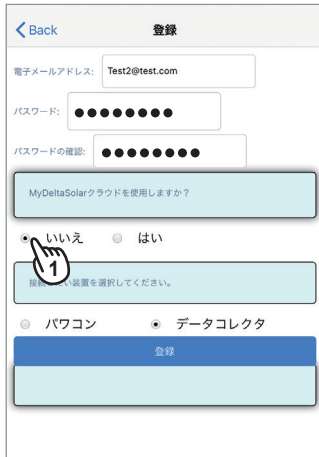 Back 登録
電子メールアドレス: Test2@test.com
パスワード: ●●●●●●●●
パスワードの確認: ●●●●●●●●
MyDeltaSolarクラウドを使用しますか?
いいえ はい
1
接続 い装置を選択してください。
パワコン データコレクタ
登録